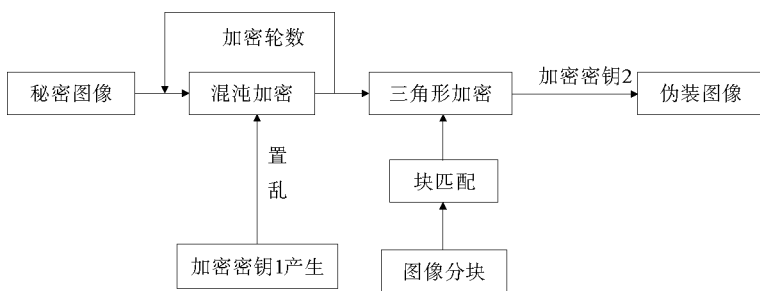 加密轮数
秘密图像
混沌加密
三角形加密
加密密钥2
伪装图像
置
乱
块匹配
加密密钥1产生
图像分块